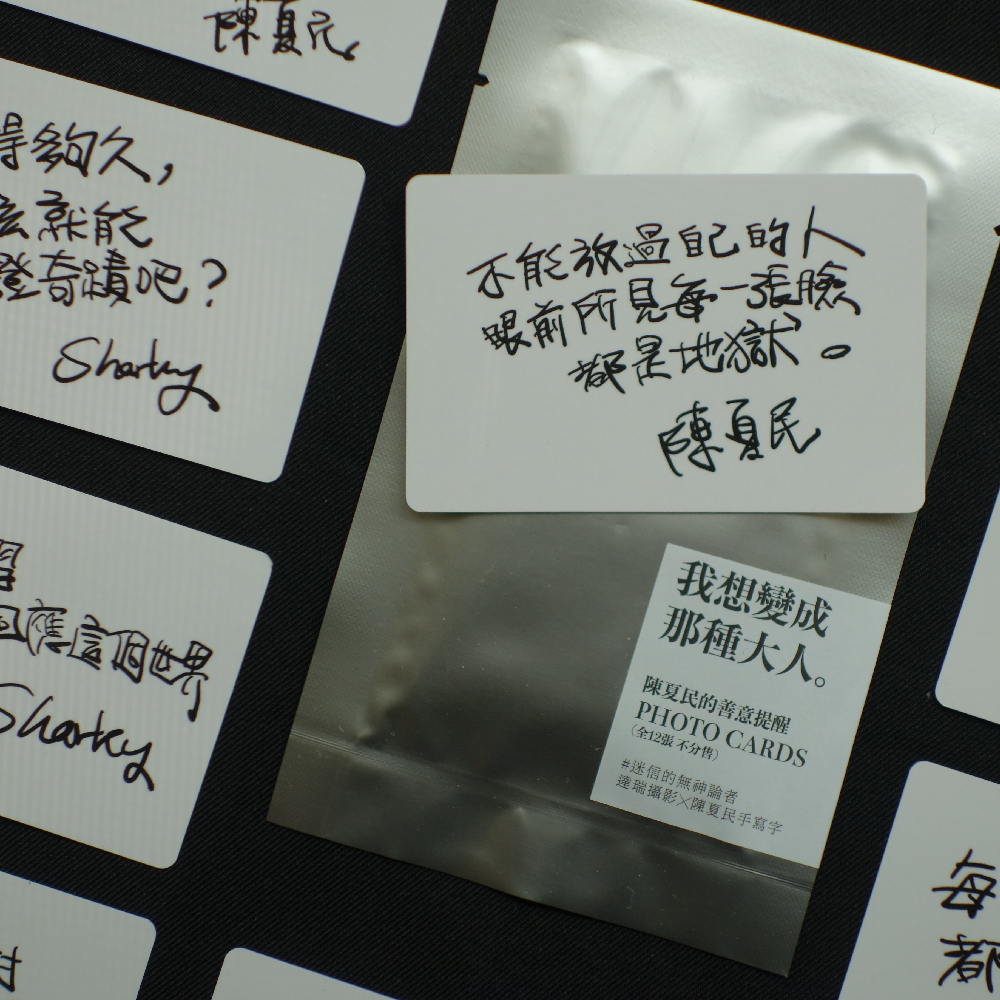 陳夏民
得夠久，
就能
證奇蹟吧？
Sharky
不能放過自己的人
眼前所見每一張臉
都是地獄。
陳夏民
習
回應這個世界
Sharky
我想變成
那種大人。
陳夏民的善意提醒
PHOTO CARDS
（全12張 不分售）
#迷信的無神論者
達瑞攝影╳陳夏民手寫字
每
都